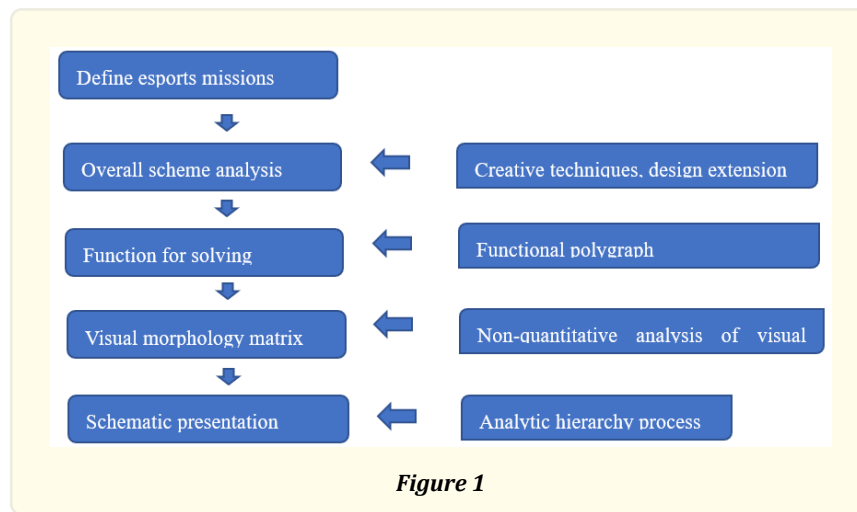 Define esports missions
Overall scheme analysis
Creative techniques, design extension
Function for solving
Functional polygraph
Visual morphology matrix
Non-quantitative analysis of visual
Schematic presentation
Analytic hierarchy process
Figure 1